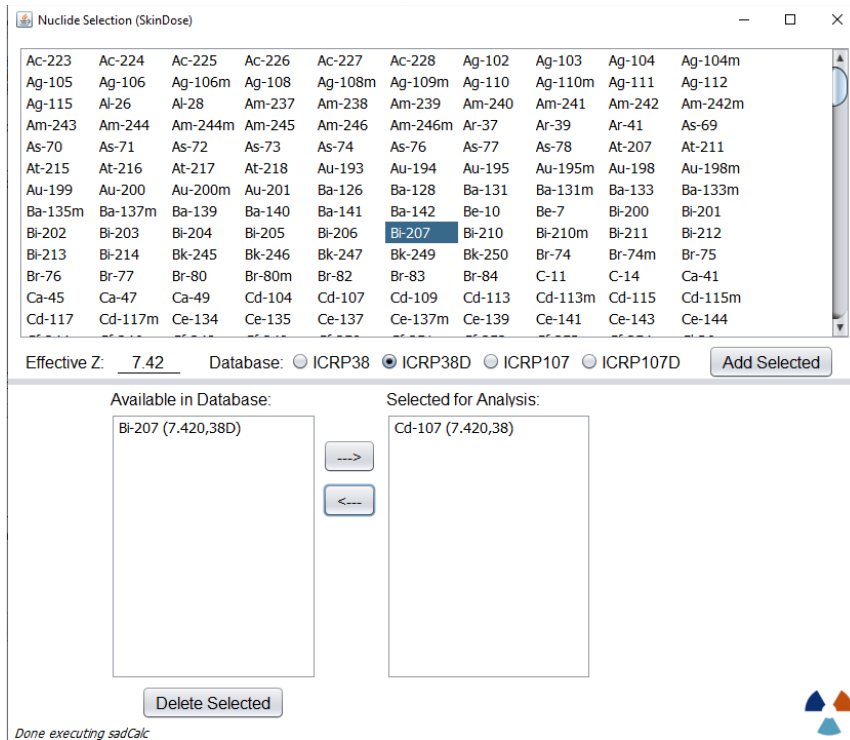 Nuclide Selection (SkinDose)
Ac-223 Ac-224 Ac-225 Ac-226 Ac-227 Ac-228 Ag-102 Ag-103 Ag-104 Ag-104m
Ag-105 Ag-106 Ag-106m Ag-108 Ag-108m Ag-109m Ag-110 Ag-110m Ag-111 Ag-112
Ag-115 Al-26 Al-28 Am-237 Am-238 Am-239 Am-240 Am-241 Am-242 Am-242m
Am-243 Am-244 Am-244m Am-245 Am-246 Am-246m Ar-37 Ar-39 Ar-41 As-69
As-70 As-71 As-72 As-73 As-74 As-76 As-77 As-78 At-207 At-211
At-215 At-216 At-217 At-218 Au-193 Au-194 Au-195 Au-195m Au-198 Au-198m
Au-199 Au-200 Au-200m Au-201 Ba-126 Ba-128 Ba-131 Ba-131m Ba-133 Ba-133m
Ba-135m Ba-137m Ba-139 Ba-140 Ba-141 Ba-142 Be-10 Be-7 Bi-200 Bi-201
Bi-202 Bi-203 Bi-204 Bi-205 Bi-206 Bi-207 Bi-210 Bi-210m Bi-211 Bi-212
Bi-213 Bi-214 Bk-245 Bk-246 Bk-247 Bk-249 Bk-250 Br-74 Br-74m Br-75
Br-76 Br-77 Br-80 Br-80m Br-82 Br-83 Br-84 C-11 C-14 Ca-41
Ca-45 Ca-47 Ca-49 Cd-104 Cd-107 Cd-109 Cd-113 Cd-113m Cd-115 Cd-115m
Cd-117 Cd-117m Ce-134 Ce-135 Ce-137 Ce-137m Ce-139 Ce-141 Ce-143 Ce-144
Effective Z: 7.42 Database: ICRP38 ICRP38D ICRP107 ICRP107D Add Selected
Available in Database: Selected for Analysis:
Bi-207 (7.420,38D) Cd-107 (7.420,38)
--->
<---
Delete Selected
Done executing sadCalc